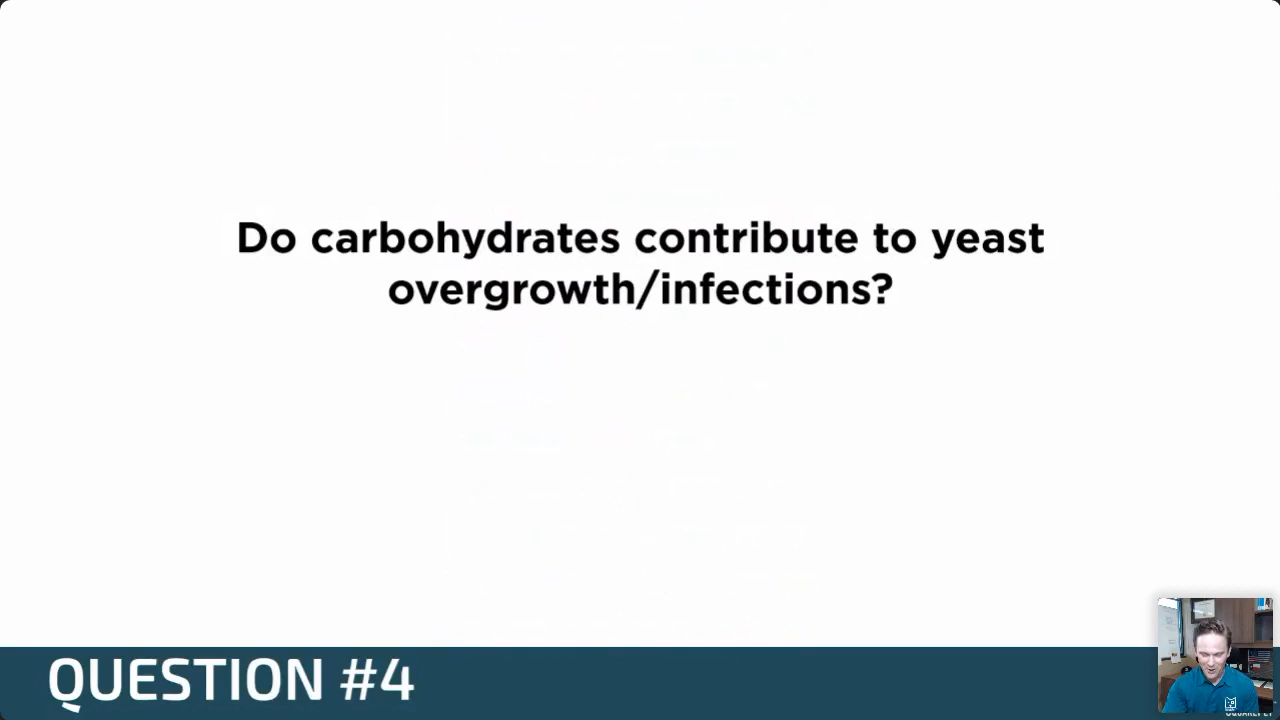 Do carbohydrates contribute to yeast
overgrowth/infections?
QUESTION #4